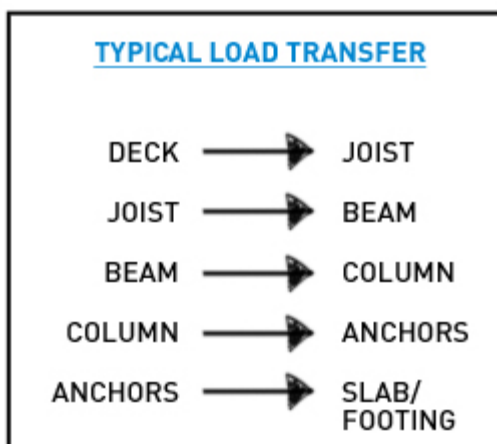 TYPICAL LOAD TRANSFER
DECK JOIST
JOIST BEAM
BEAM COLUMN
COLUMN ANCHORS
ANCHORS SLAB/
FOOTING